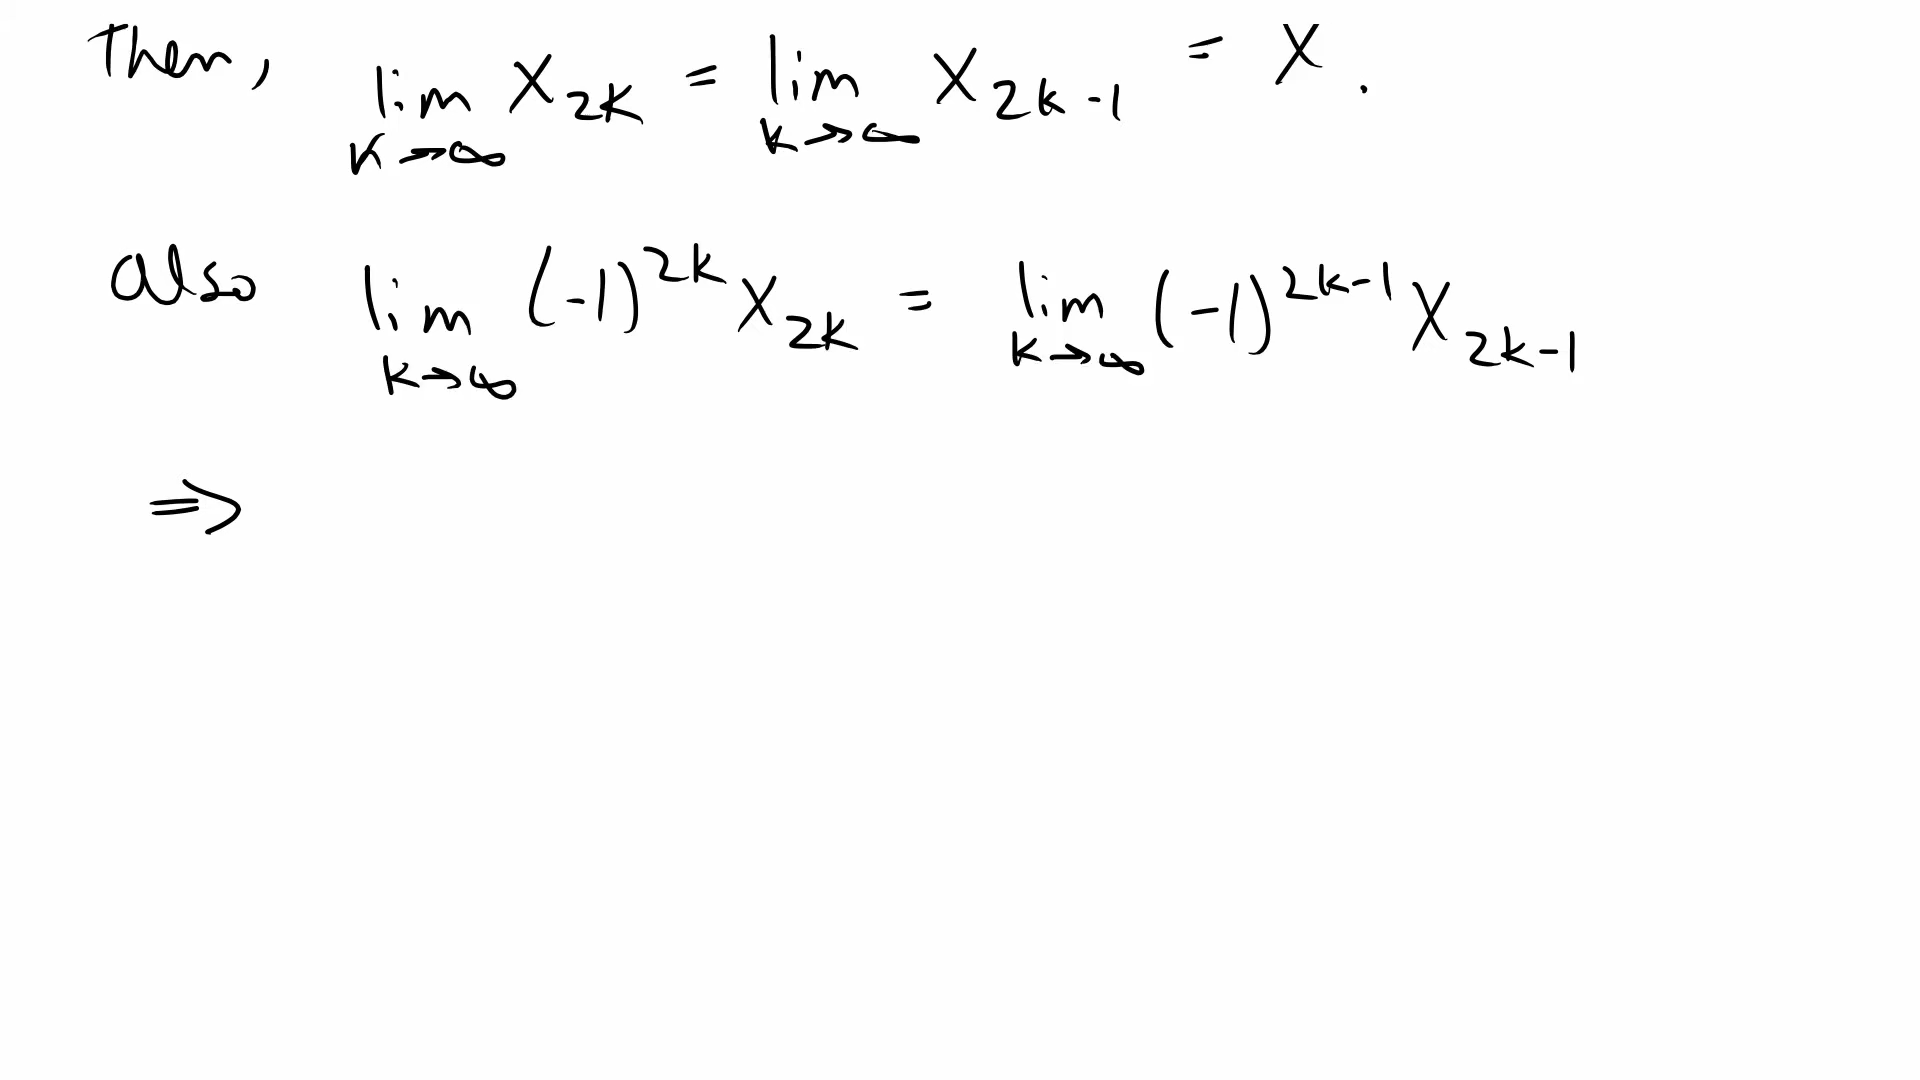 Then, lim_{k→∞} X_{2k} = lim_{k→∞} X_{2k-1} = X.
also lim_{k→∞} (-1)^{2k} X_{2k} = lim_{k→∞} (-1)^{2k-1} X_{2k-1}
⇒